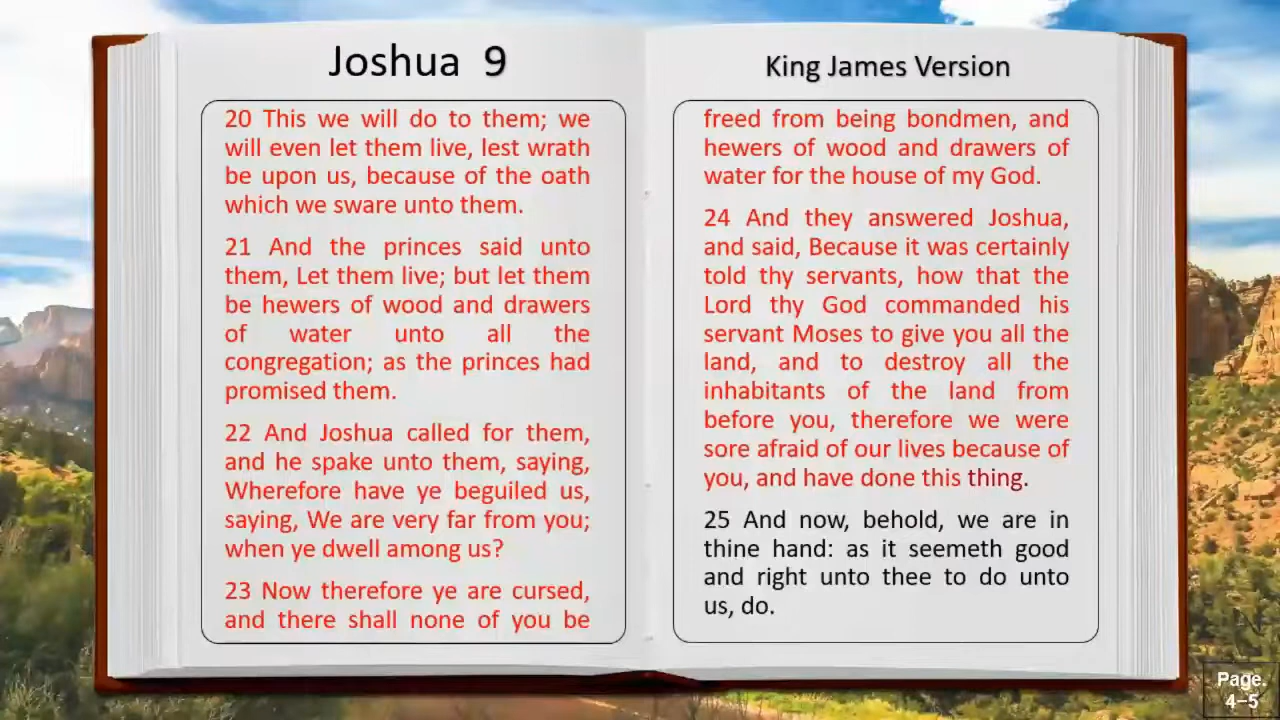 Joshua 9
20 This we will do to them; we
will even let them live, lest wrath
be upon us, because of the oath
which we sware unto them.
21 And the princes said unto
them, Let them live; but let them
be hewers of wood and drawers
of water unto all the
congregation; as the princes had
promised them.
22 And Joshua called for them,
and he spake unto them, saying,
Wherefore have ye beguiled us,
saying, We are very far from you;
when ye dwell among us?
23 Now therefore ye are cursed,
and there shall none of you be
King James Version
freed from being bondmen, and
hewers of wood and drawers of
water for the house of my God.
24 And they answered Joshua,
and said, Because it was certainly
told thy servants, how that the
Lord thy God commanded his
servant Moses to give you all the
land, and to destroy all the
inhabitants of the land from
before you, therefore we were
sore afraid of our lives because of
you, and have done this thing.
25 And now, behold, we are in
thine hand: as it seemeth good
and right unto thee to do unto
us, do.
Page.
4–5